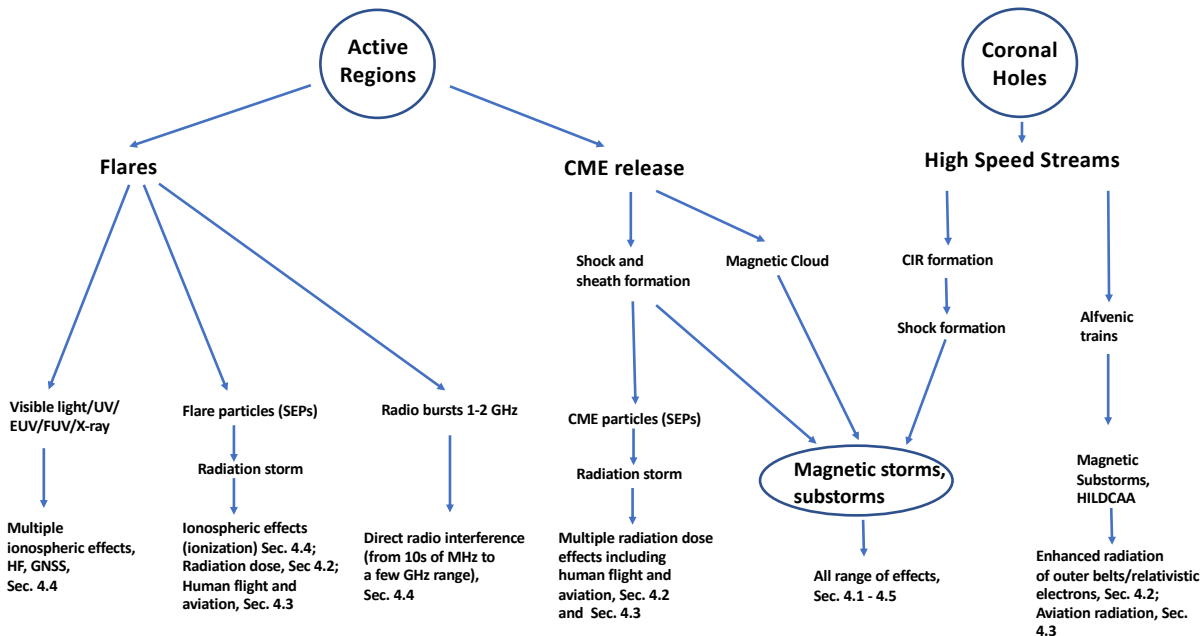 Active
Regions
Coronal
Holes
Flares
CME release
High Speed Streams
Shock and
sheath formation
Magnetic Cloud
CIR formation
Shock formation
Alfvenic
trains
Visible light/UV/
EUV/FUV/X-ray
Flare particles (SEPs)
Radio bursts 1-2 GHz
CME particles (SEPs)
Radiation storm
Radiation storm
Magnetic storms,
substorms
Magnetic
Substorms,
HILDCAA
Multiple
ionospheric effects,
HF, GNSS,
Sec. 4.4
Ionospheric effects
(ionization) Sec. 4.4;
Radiation dose, Sec 4.2;
Human flight and
aviation, Sec. 4.3
Direct radio interference
(from 10s of MHz to
a few GHz range),
Sec. 4.4
Multiple radiation dose
effects including
human flight and
aviation, Sec. 4.2
and Sec. 4.3
All range of effects,
Sec. 4.1 - 4.5
Enhanced radiation
of outer belts/relativistic
electrons, Sec. 4.2;
Aviation radiation, Sec.
4.3